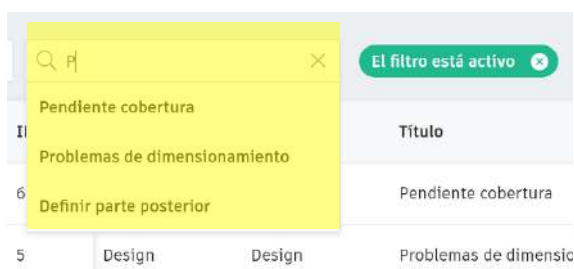 P
El filtro está activo
Pendiente cobertura
Título
Problemas de dimensionamiento
6
Pendiente cobertura
Definir parte posterior
5 Design Design Problemas de